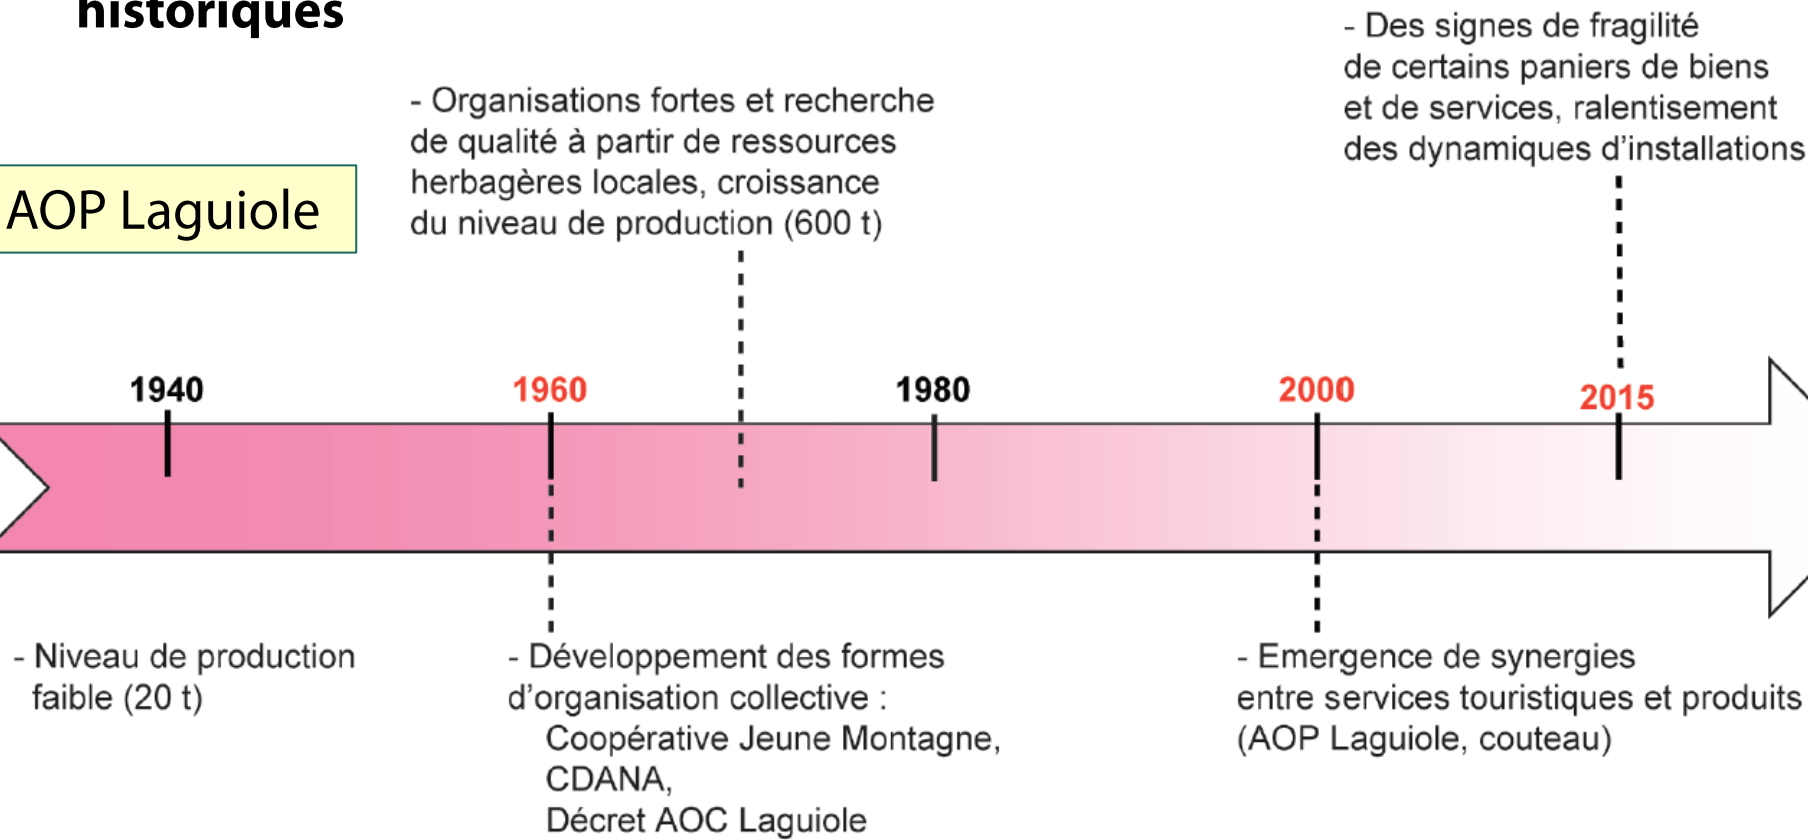 historiques
- Des signes de fragilité
de certains paniers de biens
et de services, ralentisement
des dynamiques d’installations
- Organisations fortes et recherche
de qualité à partir de ressources
herbagères locales, croissance
du niveau de production (600 t)
AOP Laguiole
1940
1960
1980
2000
2015
- Niveau de production
faible (20 t)
- Développement des formes
d’organisation collective :
Coopérative Jeune Montagne,
CDANA,
Décret AOC Laguiole
- Emergence de synergies
entre services touristiques et produits
(AOP Laguiole, couteau)